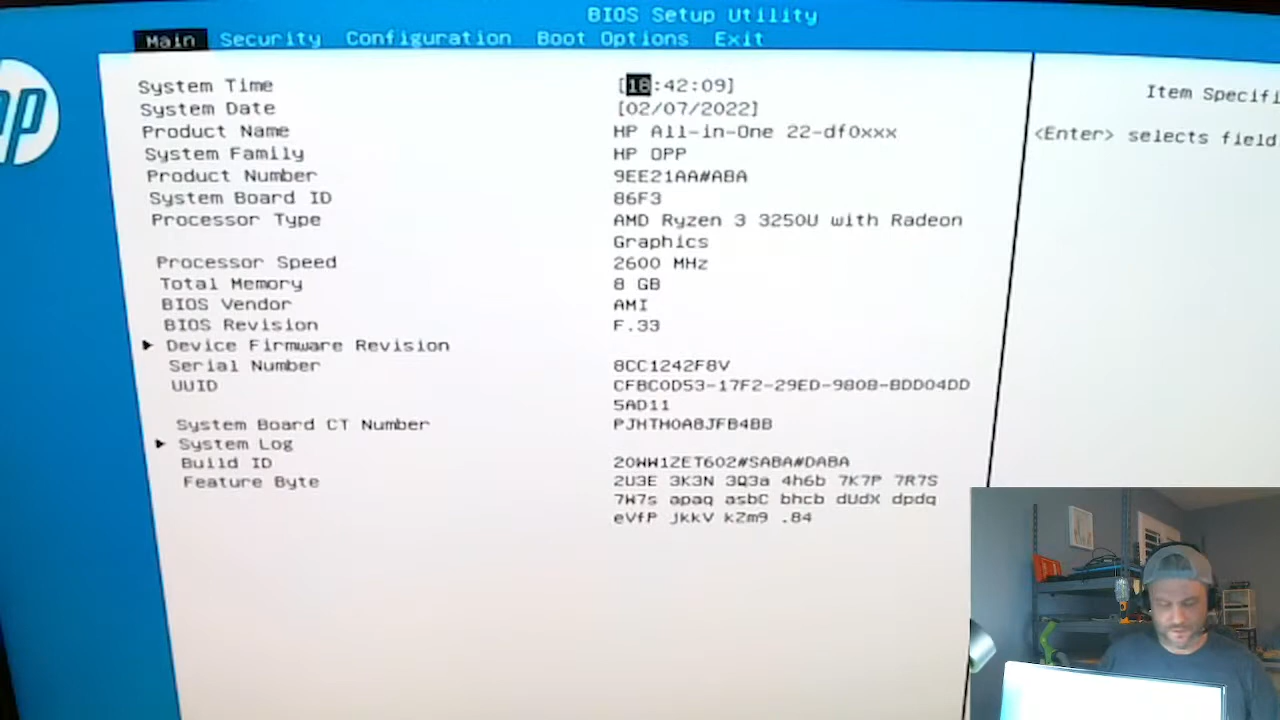 BIOS Setup Utility
Main Security Configuration Boot Options Exit
hp
System Time [18:42:09]
System Date [02/07/2022]
Product Name HP All-in-One 22-df0xxx
System Family HP OPP
Product Number 9EE21AA#ABA
System Board ID 86F3
Processor Type AMD Ryzen 3 3250U with Radeon
Graphics
Processor Speed 2600 MHz
Total Memory 8 GB
BIOS Vendor AMI
BIOS Revision F.33
Device Firmware Revision
Serial Number 8CC1242F8V
UUID CFBC0D53-17F2-29ED-9808-BDD04DD
5AD11
System Board CT Number PJHTH0A8JFB4BB
System Log
Build ID 20WW1ZET602#SABA#DABA
Feature Byte 2U3E 3K3N 3Q3a 4h6b 7K7P 7R7S
7W7s apaq asbC bhcb dUdX dpdq
eVfP jkkV kZm9 .84
Item Specifi
<Enter> selects field